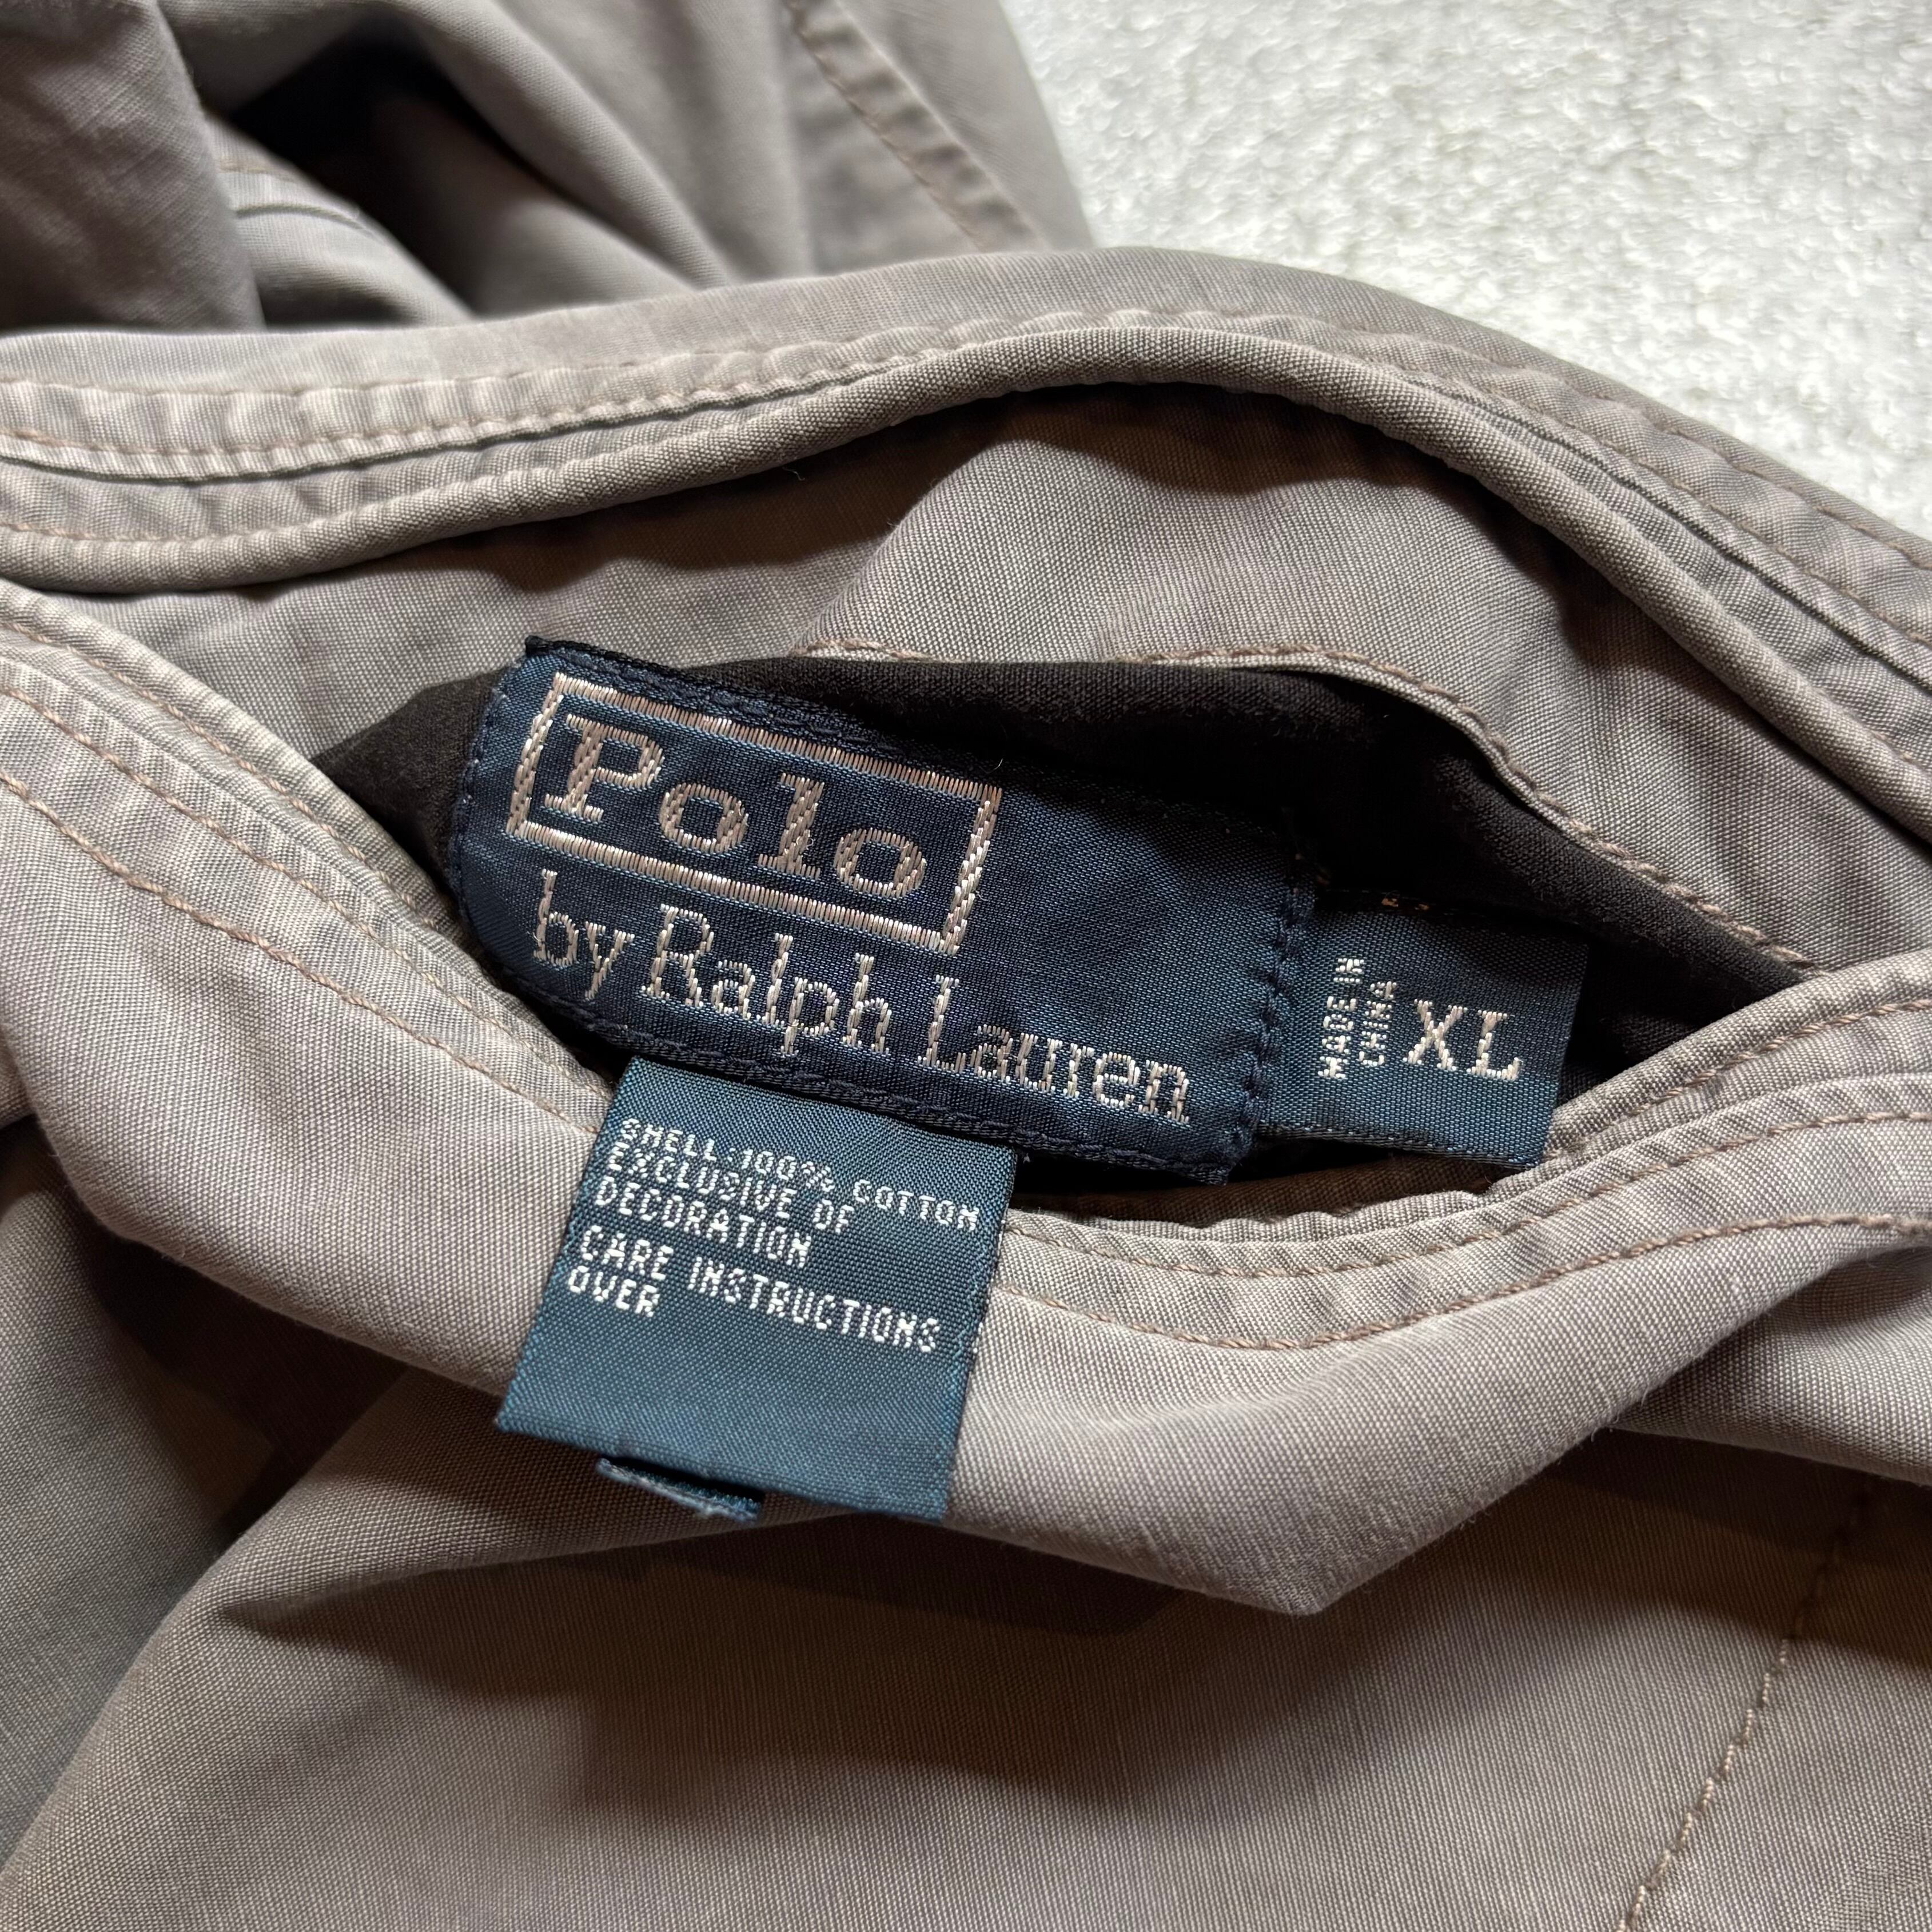 Polo
by Ralph Lauren
MADE IN
CHINA
XL
SHELL:100% COTTON
EXCLUSIVE OF
DECORATION
CARE INSTRUCTIONS
OVER